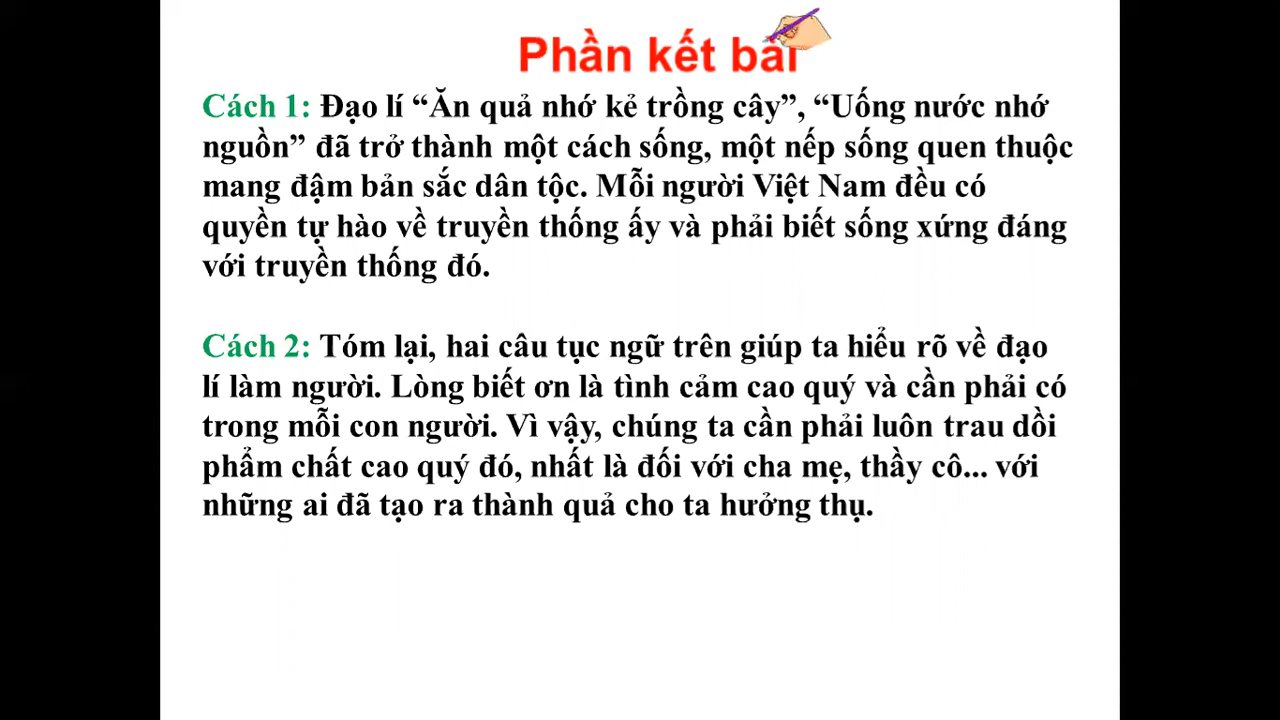 Phần kết bài
Cách 1: Đạo lí “Ăn quả nhớ kẻ trồng cây”, “Uống nước nhớ
nguồn” đã trở thành một cách sống, một nếp sống quen thuộc
mang đậm bản sắc dân tộc. Mỗi người Việt Nam đều có
quyền tự hào về truyền thống ấy và phải biết sống xứng đáng
với truyền thống đó.
Cách 2: Tóm lại, hai câu tục ngữ trên giúp ta hiểu rõ về đạo
lí làm người. Lòng biết ơn là tình cảm cao quý và cần phải có
trong mỗi con người. Vì vậy, chúng ta cần phải luôn trau dồi
phẩm chất cao quý đó, nhất là đối với cha mẹ, thầy cô... với
những ai đã tạo ra thành quả cho ta hưởng thụ.